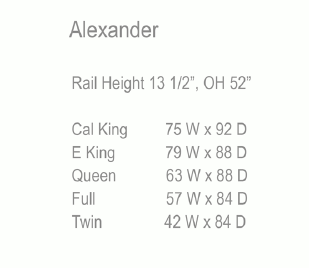 Alexander
Rail Height 13 1/2”, OH 52”
Cal King 75 W x 92 D
E King 79 W x 88 D
Queen 63 W x 88 D
Full 57 W x 84 D
Twin 42 W x 84 D